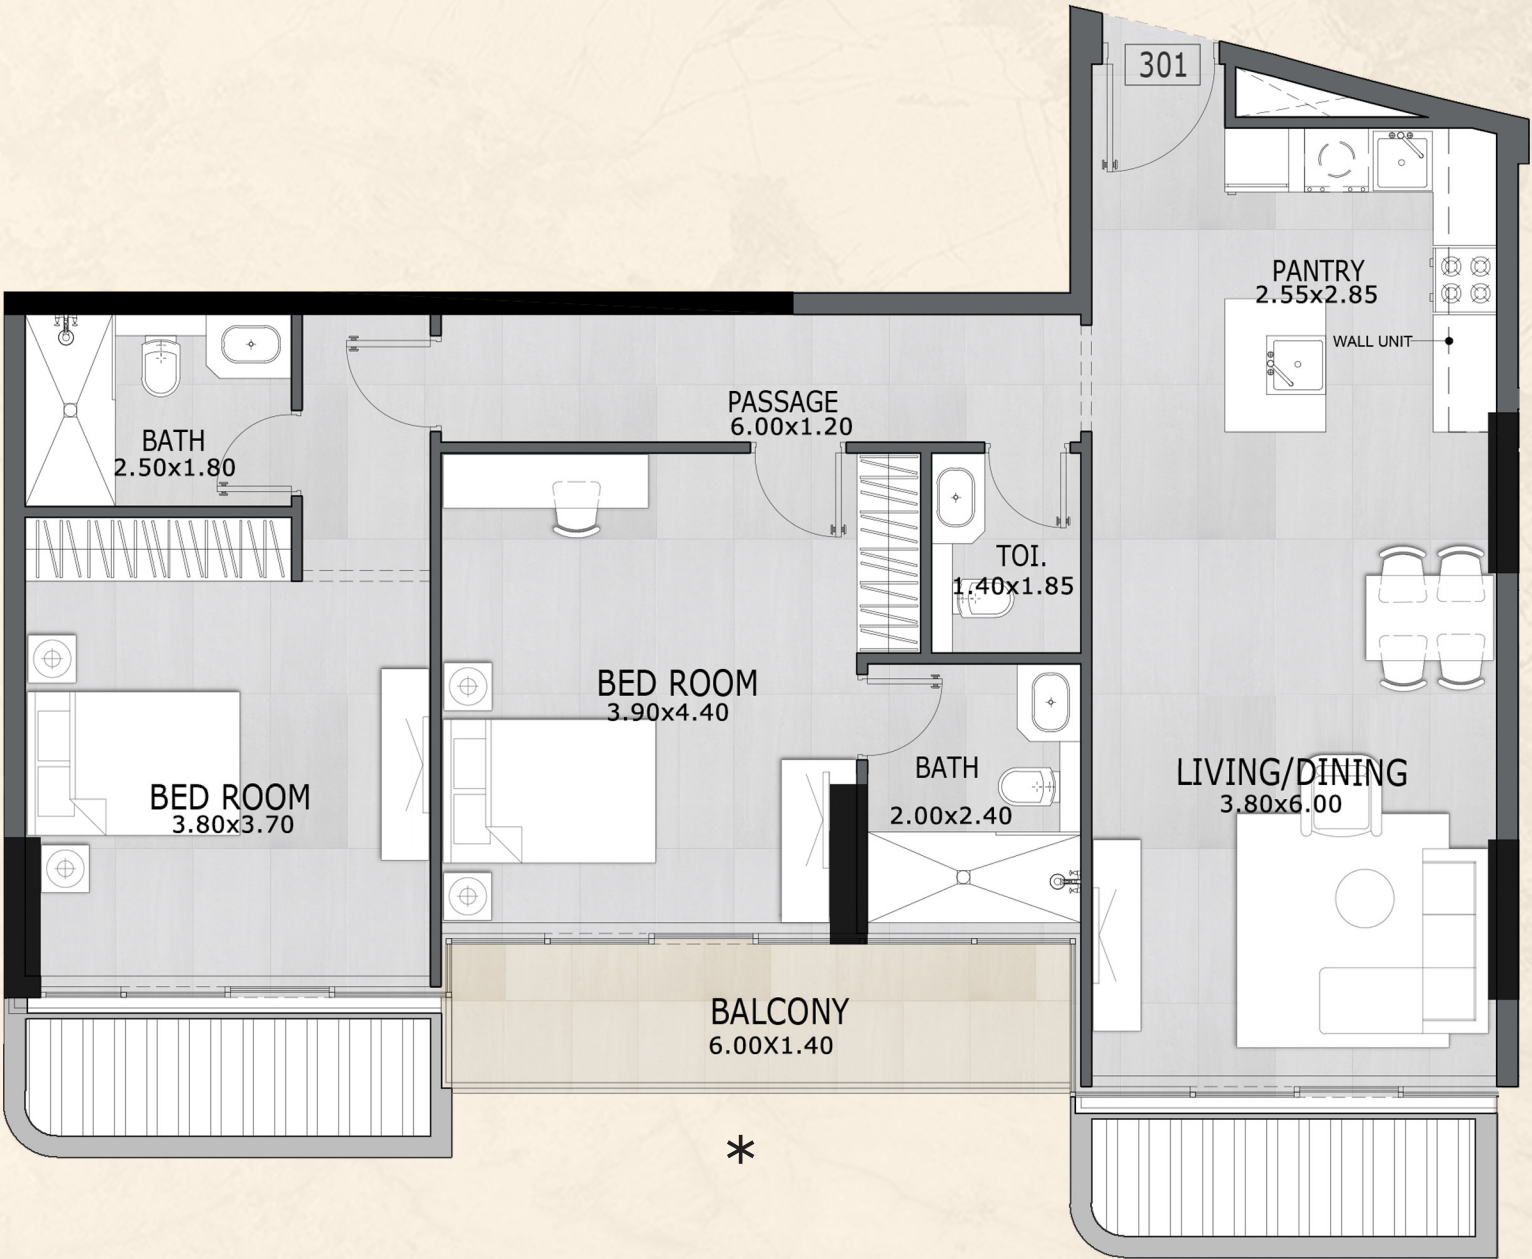 301
PANTRY
2.55x2.85
WALL UNIT
PASSAGE
6.00x1.20
BATH
2.50x1.80
TOI.
1.40x1.85
BED ROOM
3.90x4.40
BATH
2.00x2.40
LIVING/DINING
3.80x6.00
BED ROOM
3.80x3.70
BALCONY
6.00X1.40
*